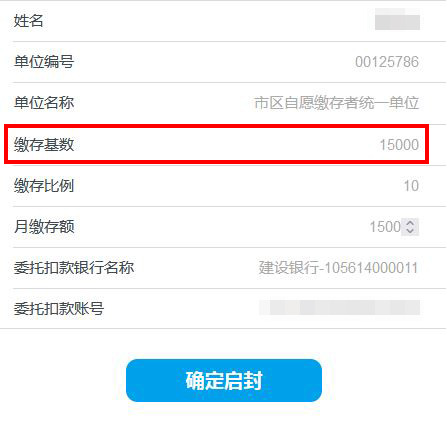 姓名
单位编号 00125786
单位名称 市区自愿缴存者统一单位
缴存基数 15000
缴存比例 10
月缴存额 1500
委托扣款银行名称 建设银行-105614000011
委托扣款账号
确定启封